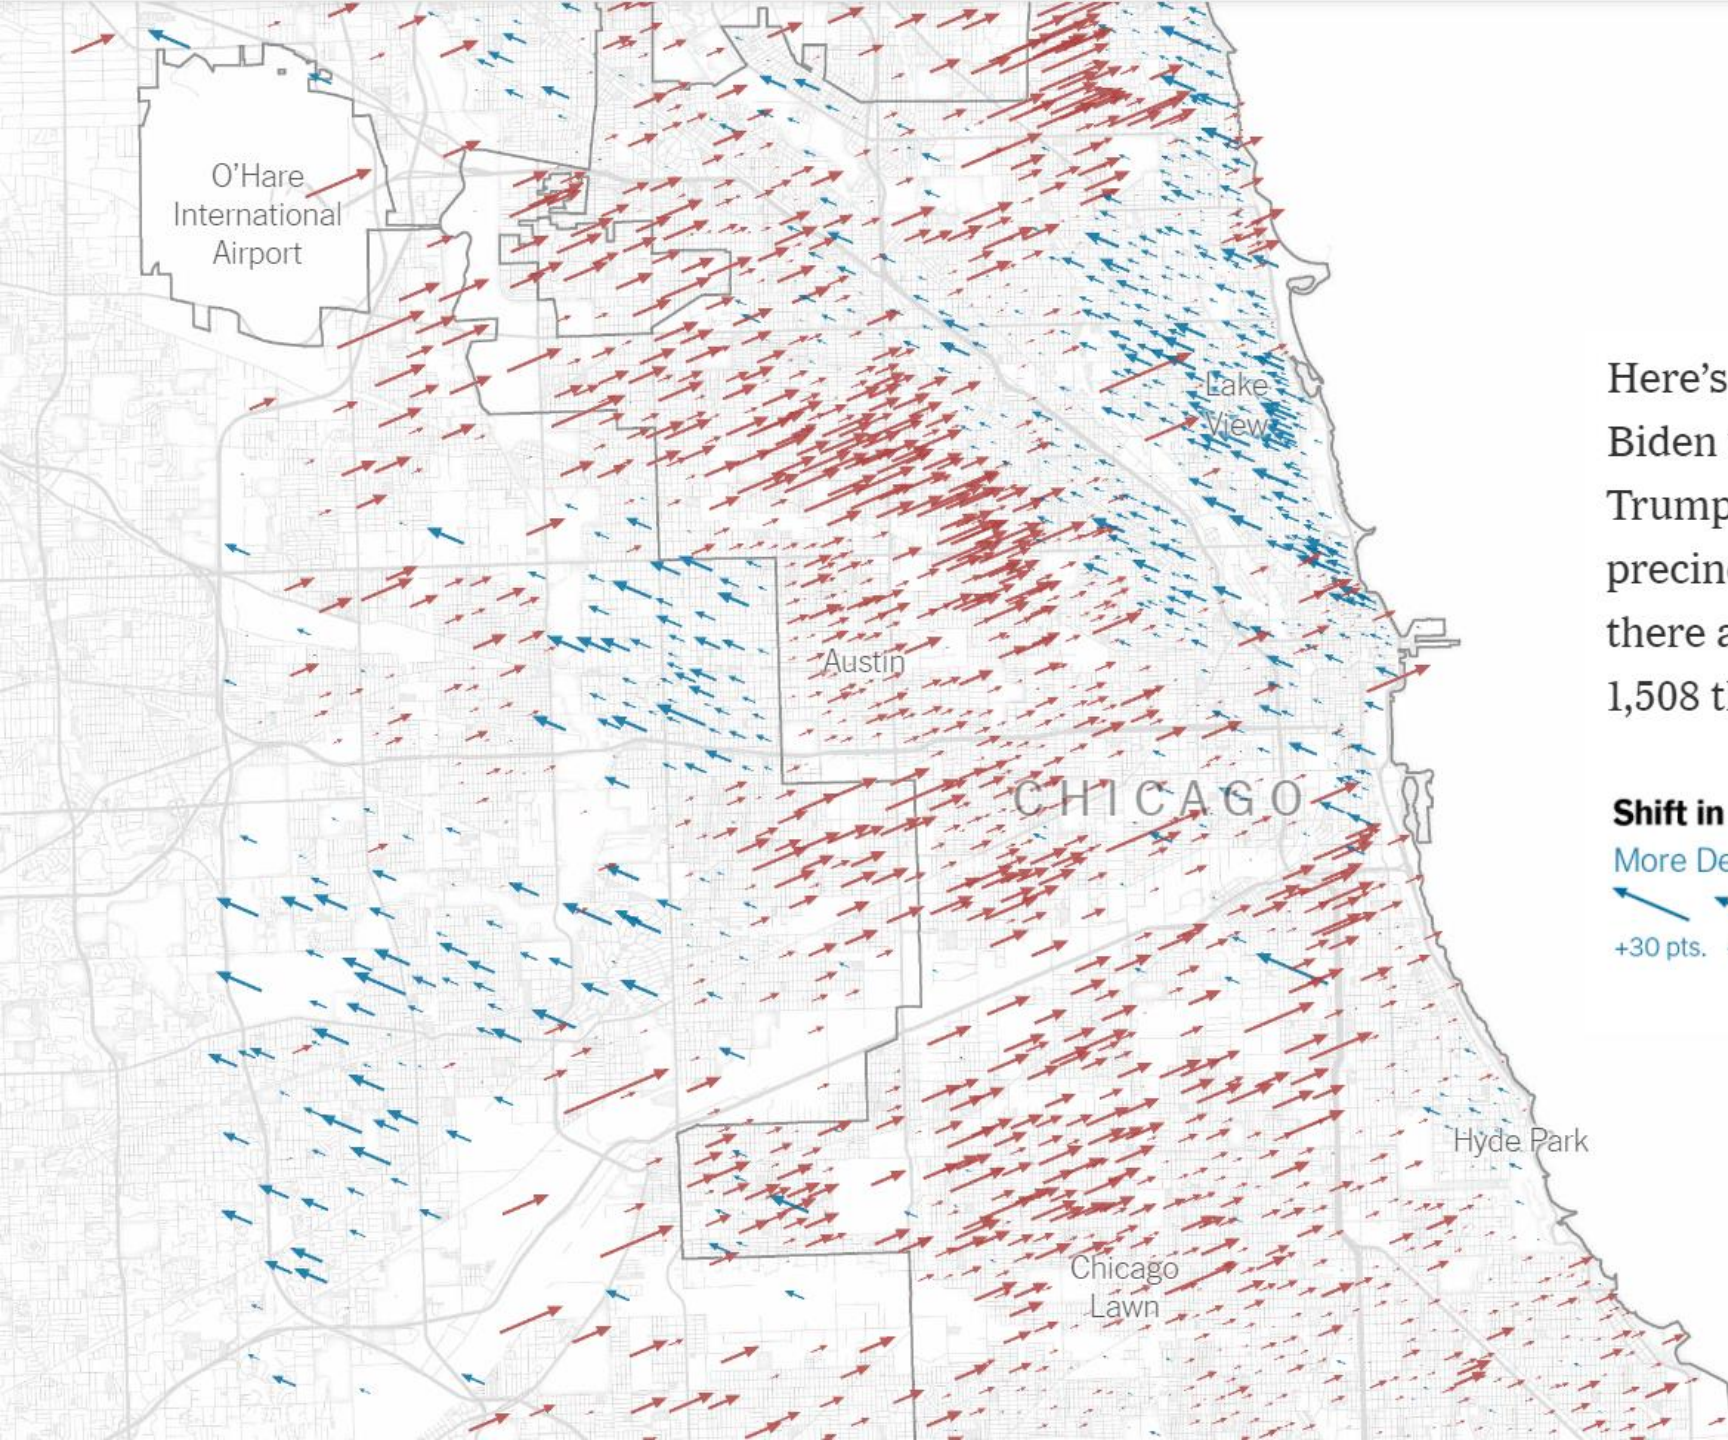 O'Hare
International
Airport
Lake
View
Austin
CHICAGO
Hyde Park
Chicago
Lawn
Here's
Biden
Trump
precin
there a
1,508 t
Shift in
More De
+30 pts.